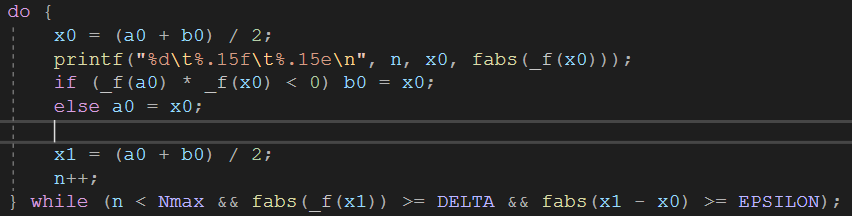 do {
x0 = (a0 + b0) / 2;
printf("%d\t%.15f\t%.15e\n", n, x0, fabs(_f(x0)));
if (_f(a0) * _f(x0) < 0) b0 = x0;
else a0 = x0;
x1 = (a0 + b0) / 2;
n++;
} while (n < Nmax && fabs(_f(x1)) >= DELTA && fabs(x1 - x0) >= EPSILON);